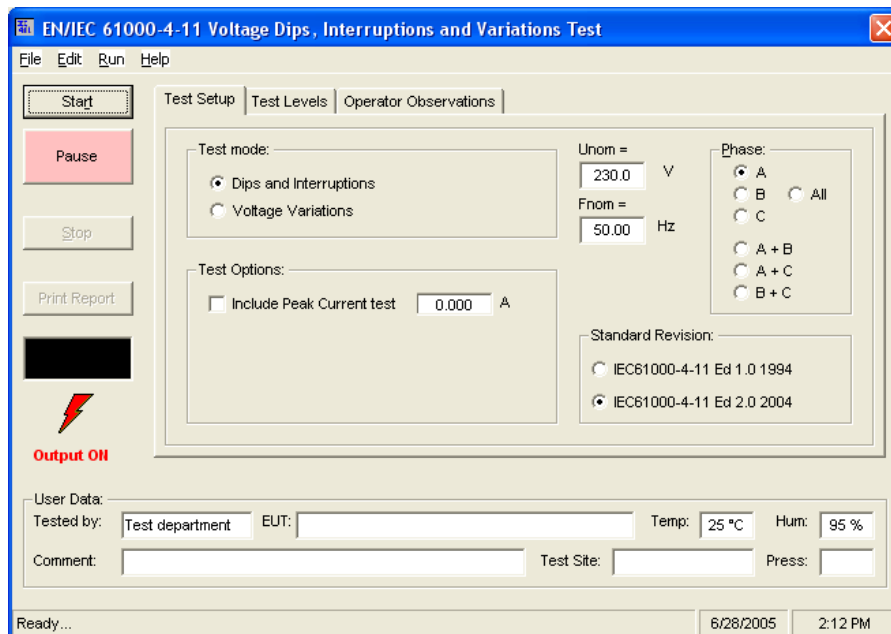 EN/IEC 61000-4-11 Voltage Dips, Interruptions and Variations Test
File Edit Run Help
Start
Pause
Stop
Print Report
Output ON
Test Setup Test Levels Operator Observations
Test mode:
Dips and Interruptions
Voltage Variations
Test Options:
Include Peak Current test 0.000 A
Unom =
230.0 V
Fnom =
50.00 Hz
Phase:
A
B All
C
A + B
A + C
B + C
Standard Revision:
IEC61000-4-11 Ed 1.0 1994
IEC61000-4-11 Ed 2.0 2004
User Data:
Tested by: Test department EUT: Temp: 25 °C Hum: 95 %
Comment: Test Site: Press:
Ready... 6/28/2005 2:12 PM